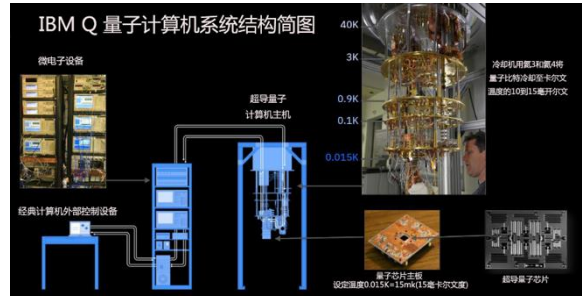 IBM Q 量子计算机系统结构简图
微电子设备
超导量子
计算机主机
经典计算机外部控制设备
40K
3K
0.9K
0.1K
0.015K
冷却机用氦3和氦4将
量子比特冷却至卡尔文
温度的10到15毫开尔文
量子芯片主板
设定温度0.015K=15mk(15毫卡尔文度)
超导量子芯片